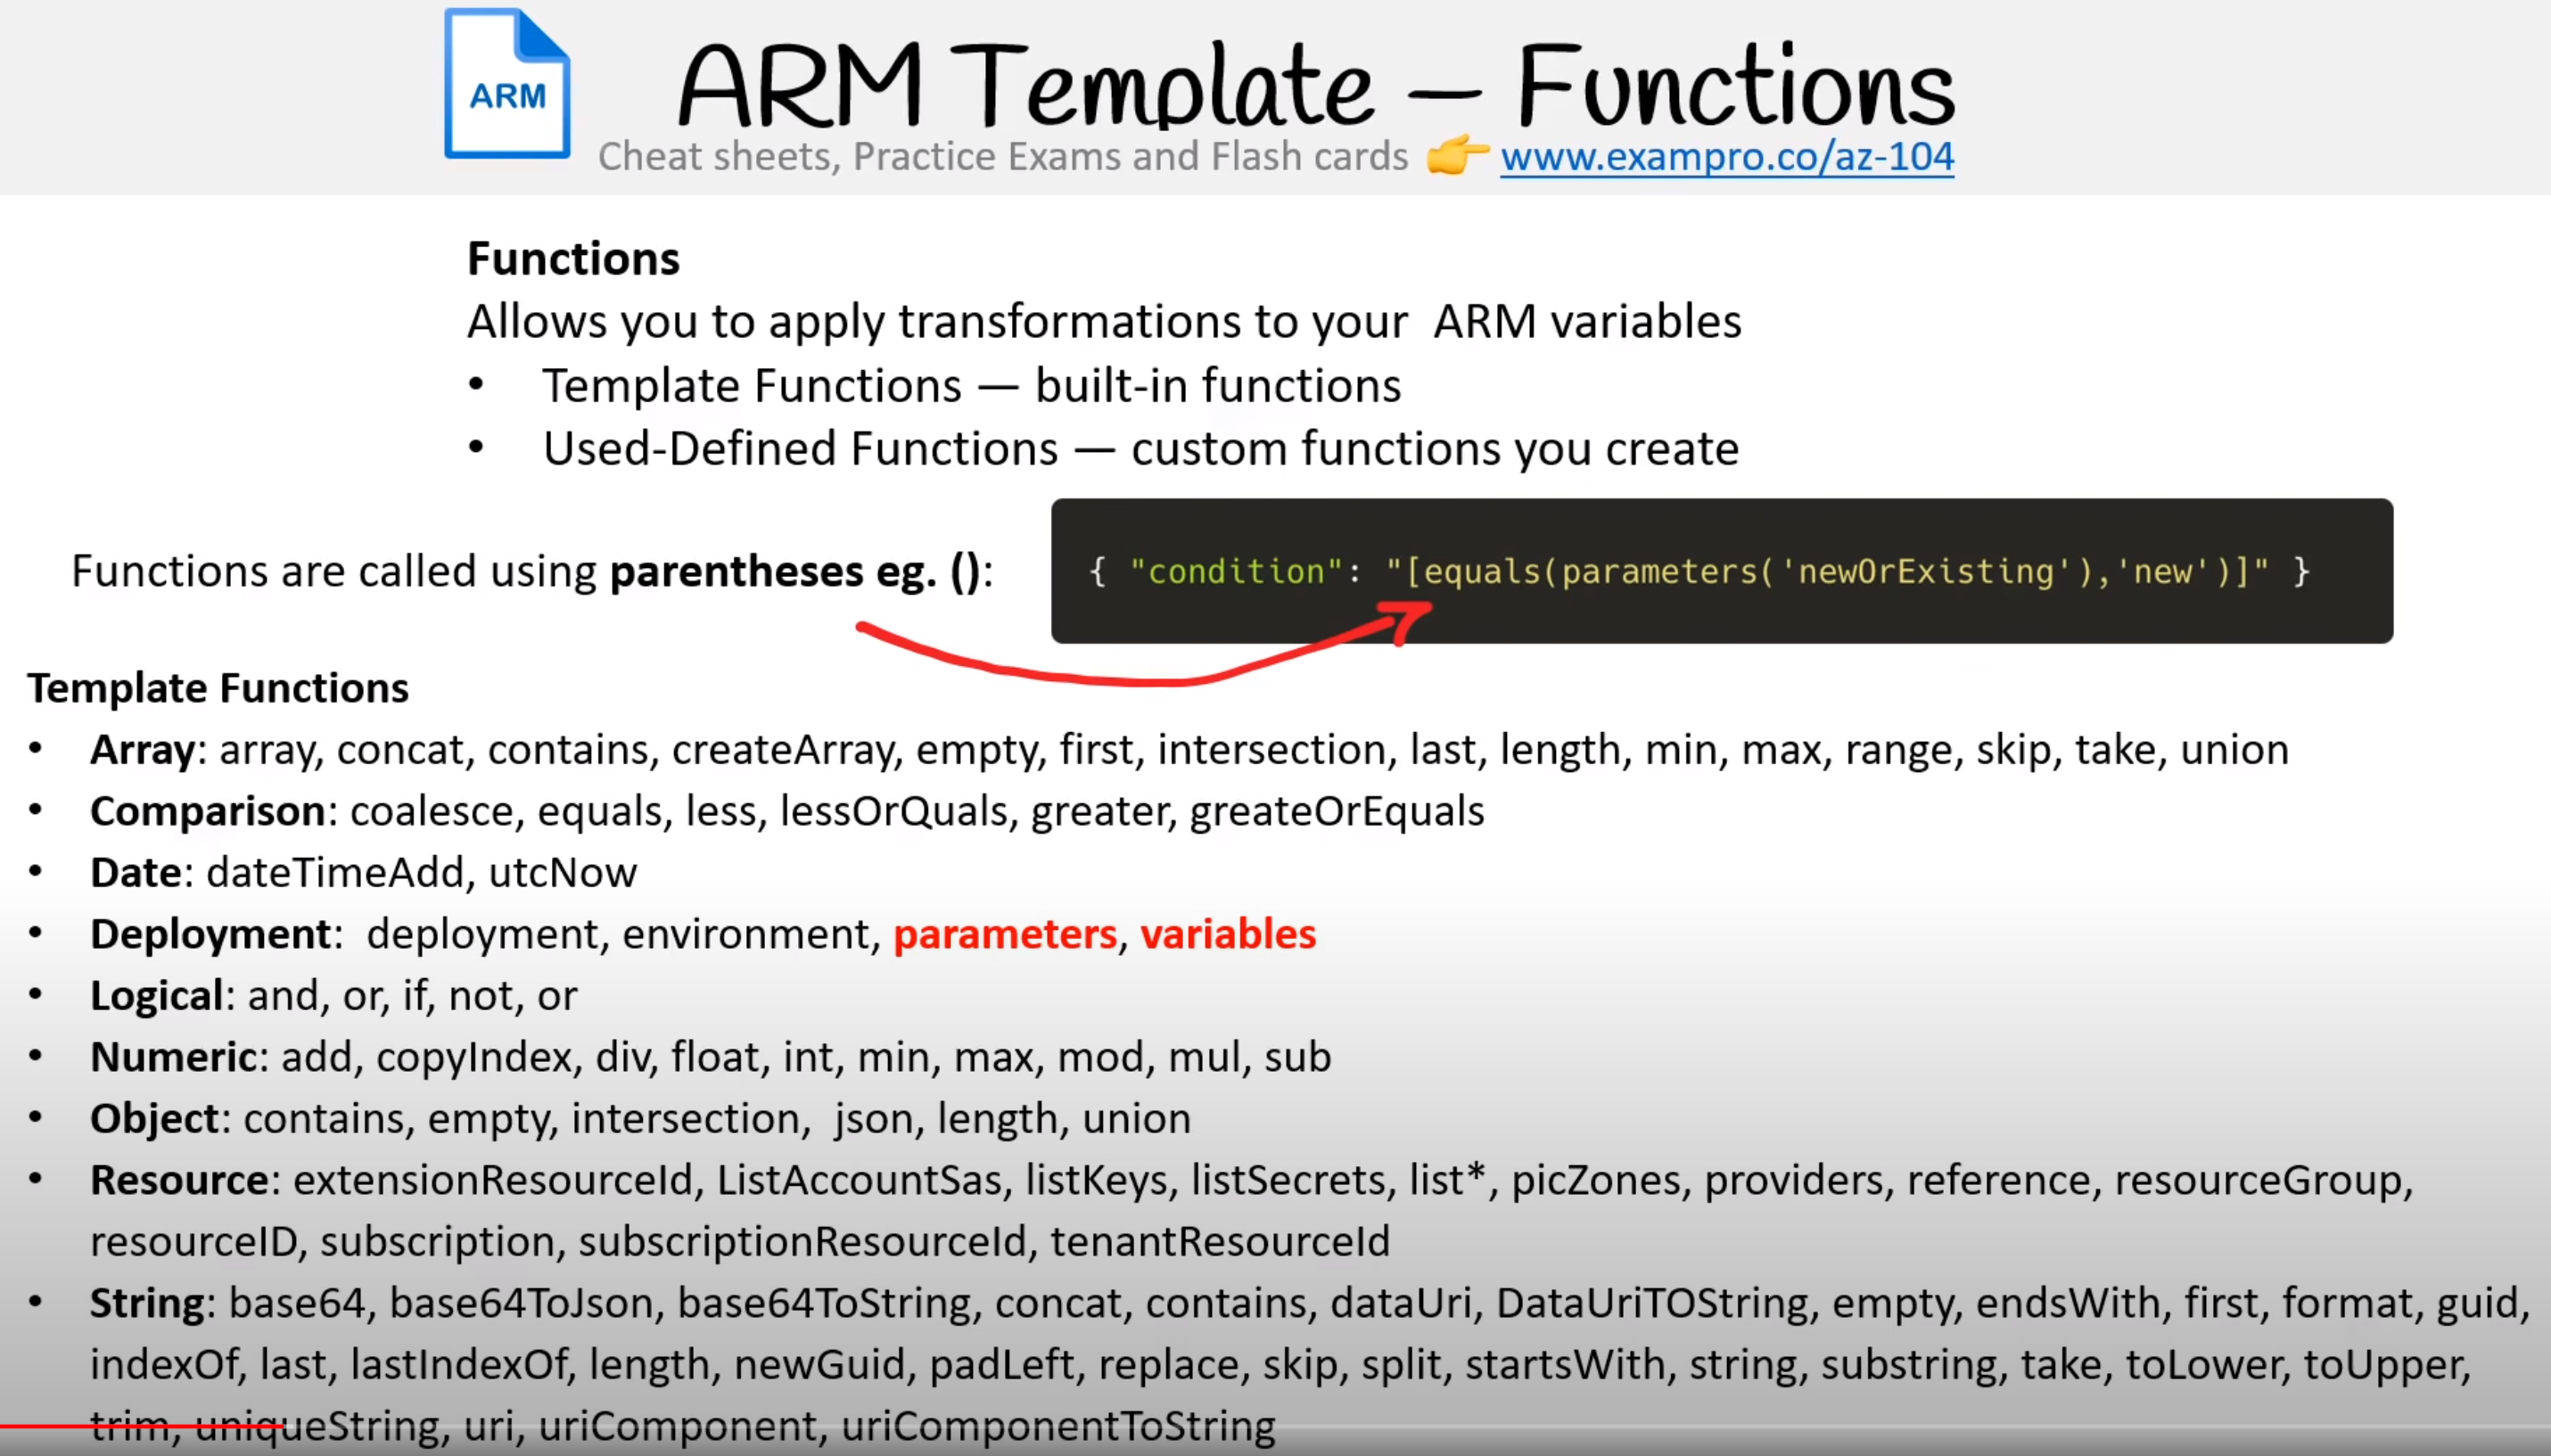 ARM
ARM Template – Functions
Cheat sheets, Practice Exams and Flash cards 👉 www.exampro.co/az-104
Functions
Allows you to apply transformations to your ARM variables
• Template Functions — built-in functions
• Used-Defined Functions — custom functions you create
Functions are called using parentheses eg. ():
{ "condition": "[equals(parameters('newOrExisting'),'new')]" }
Template Functions
• Array: array, concat, contains, createArray, empty, first, intersection, last, length, min, max, range, skip, take, union
• Comparison: coalesce, equals, less, lessOrQuals, greater, greateOrEquals
• Date: dateTimeAdd, utcNow
• Deployment: deployment, environment, parameters, variables
• Logical: and, or, if, not, or
• Numeric: add, copyIndex, div, float, int, min, max, mod, mul, sub
• Object: contains, empty, intersection, json, length, union
• Resource: extensionResourceId, ListAccountSas, listKeys, listSecrets, list*, picZones, providers, reference, resourceGroup,
resourceID, subscription, subscriptionResourceId, tenantResourceId
• String: base64, base64ToJson, base64ToString, concat, contains, dataUri, DataUriTOString, empty, endsWith, first, format, guid,
indexOf, last, lastIndexOf, length, newGuid, padLeft, replace, skip, split, startsWith, string, substring, take, toLower, toUpper,
trim, uniqueString, uri, uriComponent, uriComponentToString